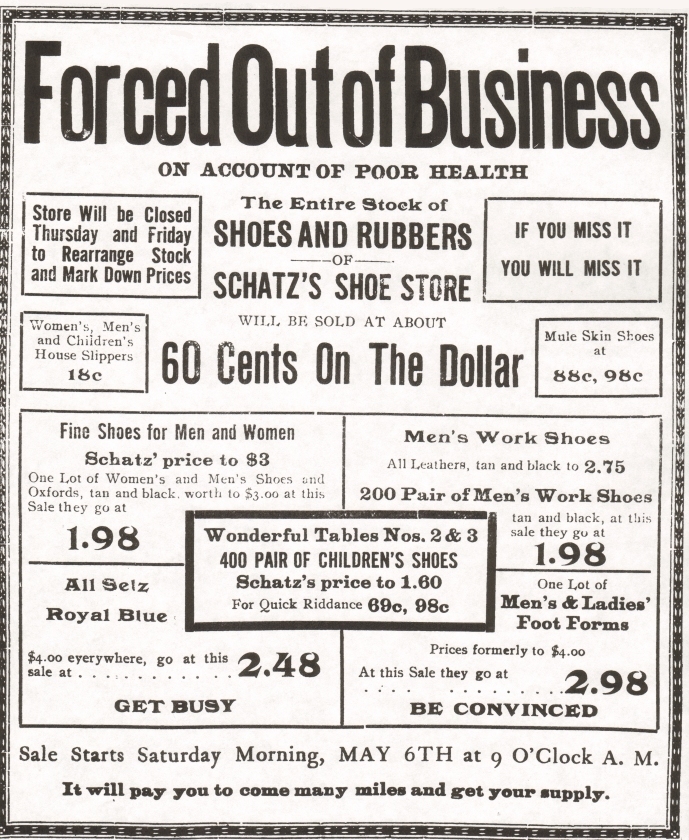 Forced Out of Business
ON ACCOUNT OF POOR HEALTH
Store Will be Closed
Thursday and Friday
to Rearrange Stock
and Mark Down Prices
The Entire Stock of
SHOES AND RUBBERS
OF
SCHATZ'S SHOE STORE
IF YOU MISS IT
YOU WILL MISS IT
Women's, Men's
and Children's
House Slippers
18c
WILL BE SOLD AT ABOUT
60 Cents On The Dollar
Mule Skin Shoes
at
88c, 98c
Fine Shoes for Men and Women
Schatz' price to $3
One Lot of Women's and Men's Shoes and
Oxfords, tan and black, worth to $3.00 at this
Sale they go at
1.98
Men's Work Shoes
All Leathers, tan and black to 2.75
200 Pair of Men's Work Shoes
tan and black, at this
sale they go at
1.98
Wonderful Tables Nos. 2 & 3
400 PAIR OF CHILDREN'S SHOES
Schatz's price to 1.60
For Quick Riddance 69c, 98c
All Selz
Royal Blue
$4.00 eyerywhere, go at this
sale at . . . . . . . . . . . . 2.48
GET BUSY
One Lot of
Men's & Ladies'
Foot Forms
Prices formerly to $4.00
At this Sale they go at
. . . . . . . . . . . . 2.98
BE CONVINCED
Sale Starts Saturday Morning, MAY 6TH at 9 O'Clock A. M.
It will pay you to come many miles and get your supply.